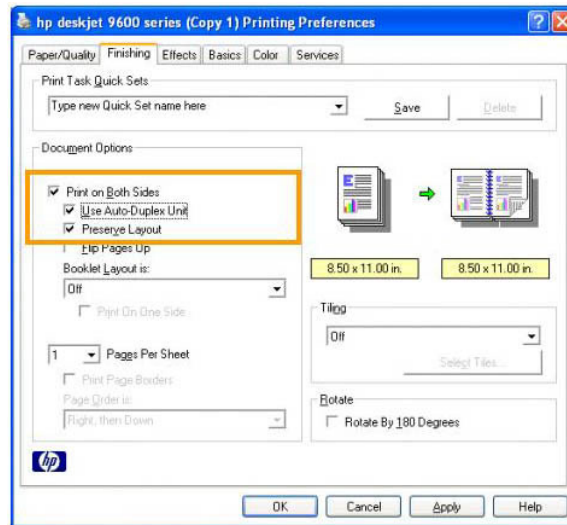 hp deskjet 9600 series (Copy 1) Printing Preferences
Paper/Quality Finishing Effects Basics Color Services
Print Task Quick Sets
Type new Quick Set name here Save Delete
Document Options
Print on Both Sides
Use Auto-Duplex Unit
Preserve Layout
Flip Pages Up
Booklet Layout is:
Off
Print On One Side
1 Pages Per Sheet
Print Page Borders
Page Order is:
Right, then Down
8.50 x 11.00 in. 8.50 x 11.00 in.
Tiling
Off
Select Tiles...
Rotate
Rotate By 180 Degrees
hp
OK Cancel Apply Help